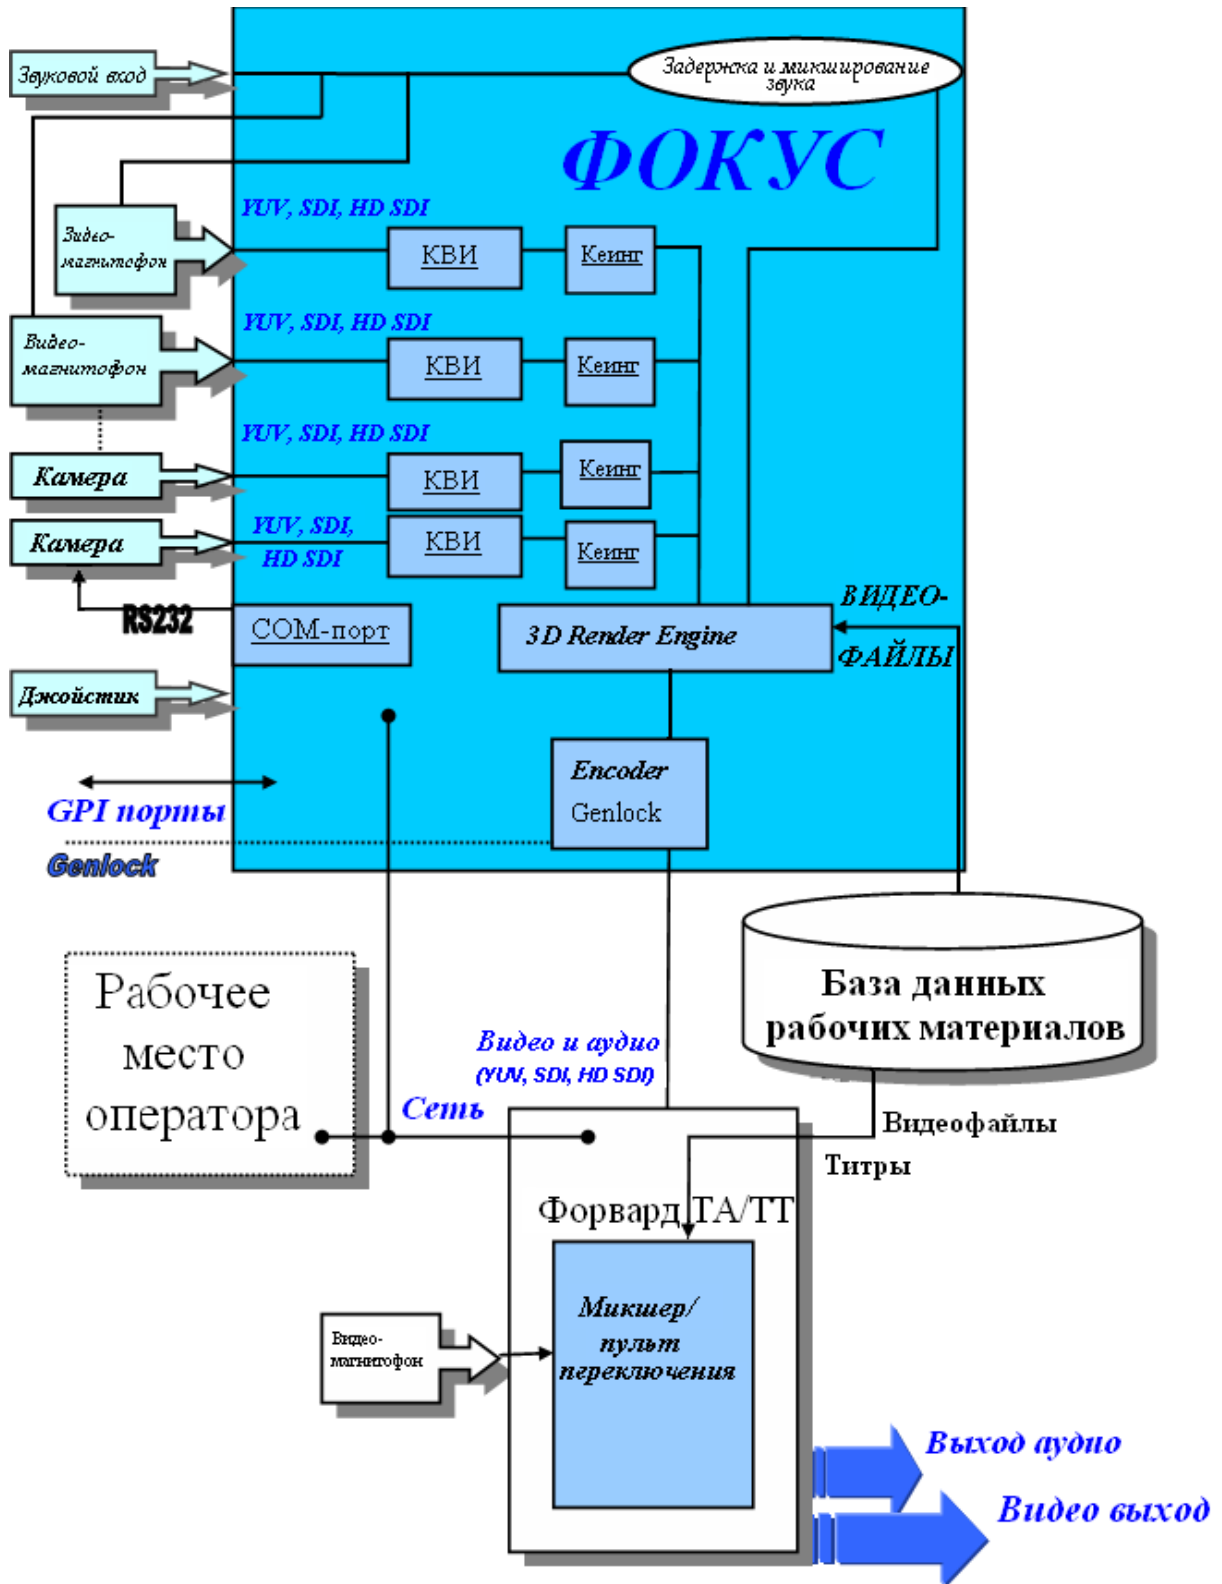 Звуковой вход
Задержка и микширование
звука
ФОКУС
YUV, SDI, HD SDI
Зидео-
магнитофон
КВИ
Кеинг
YUV, SDI, HD SDI
Видео-
магнитофон
КВИ
Кеинг
YUV, SDI, HD SDI
Камера
КВИ
Кеинг
Камера
YUV, SDI,
HD SDI
КВИ
Кеинг
RS232
COM-порт
3D Render Engine
ВИДЕО-
ФАЙЛЫ
Джойстик
GPI порты
Genlock
Encoder
Genlock
Рабочее
место
оператора
База данных
рабочих материалов
Видео и аудио
(YUV, SDI, HD SDI)
Сеть
Видеофайлы
Титры
Форвард ТА/ТТ
Микшер/
пульт
переключения
Видео-
магнитофон
Выход аудио
Видео выход